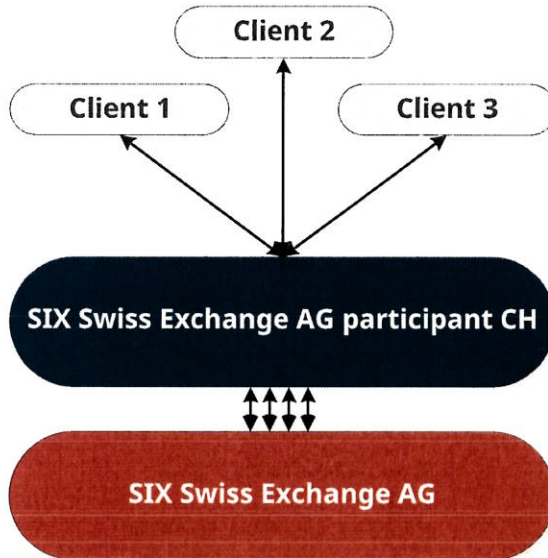 Client 2
Client 1
Client 3
SIX Swiss Exchange AG participant CH
SIX Swiss Exchange AG